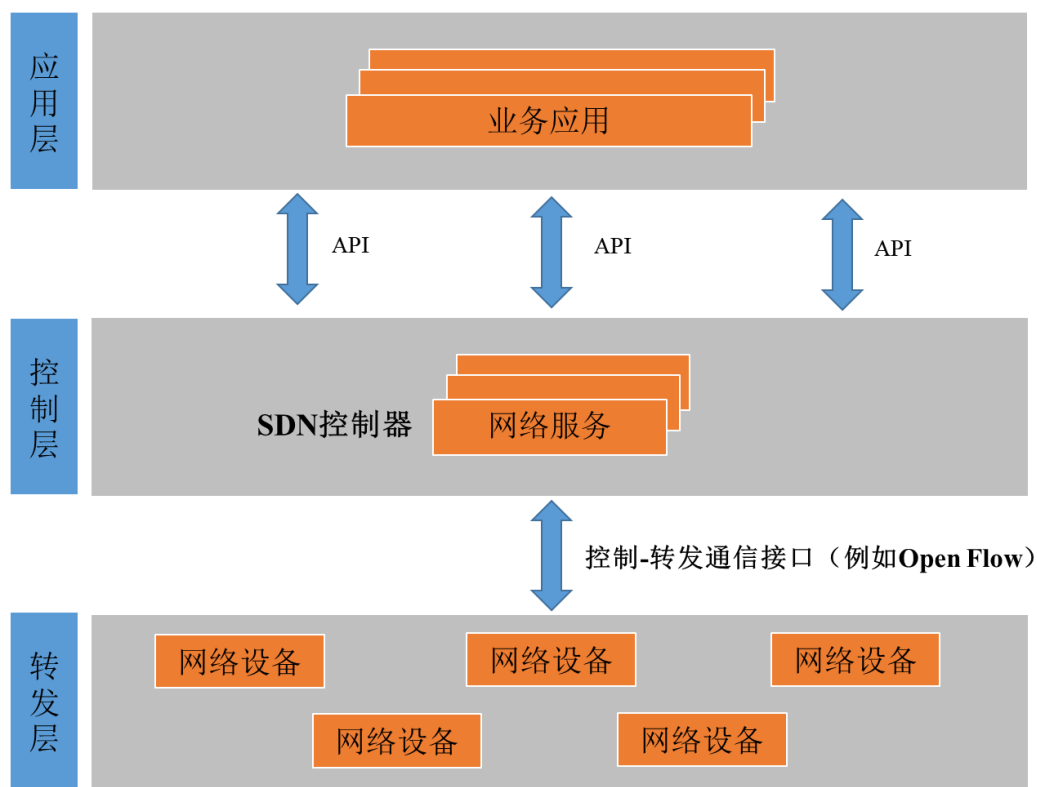 应用层
业务应用
API
API
API
控制层
SDN控制器
网络服务
控制-转发通信接口（例如Open Flow）
转发层
网络设备
网络设备
网络设备
网络设备
网络设备